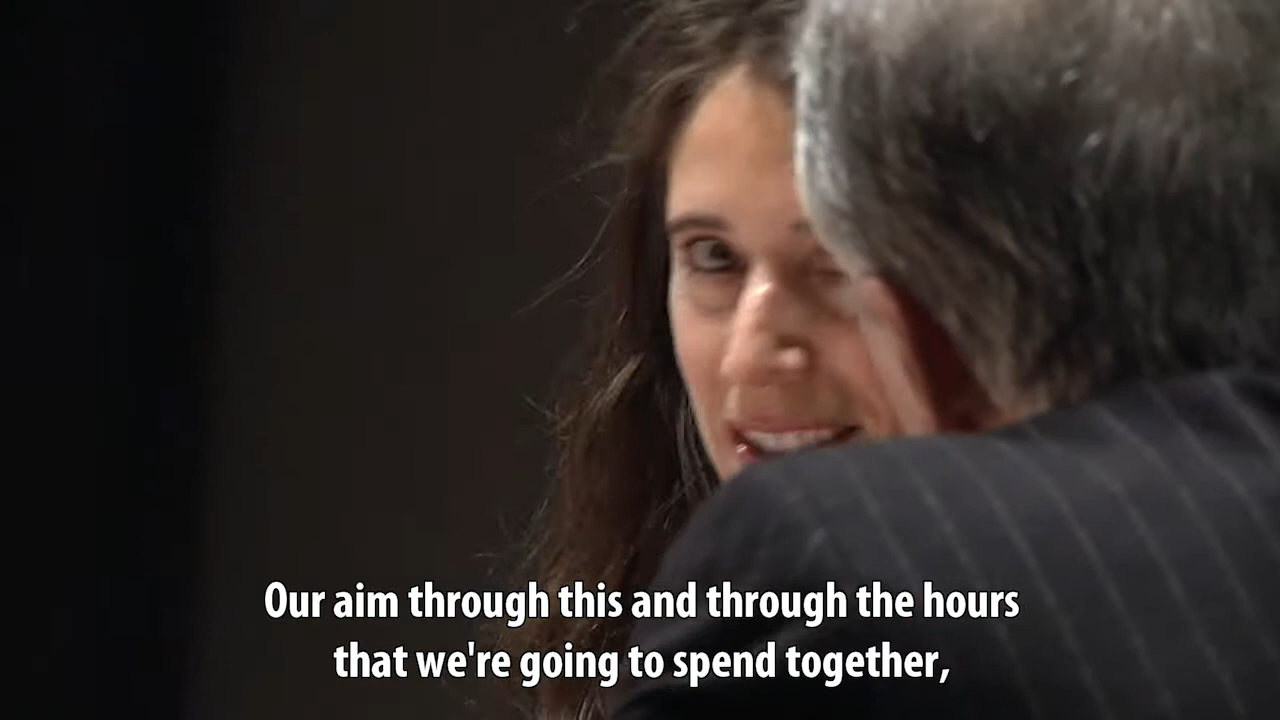 Our aim through this and through the hours
that we're going to spend together,